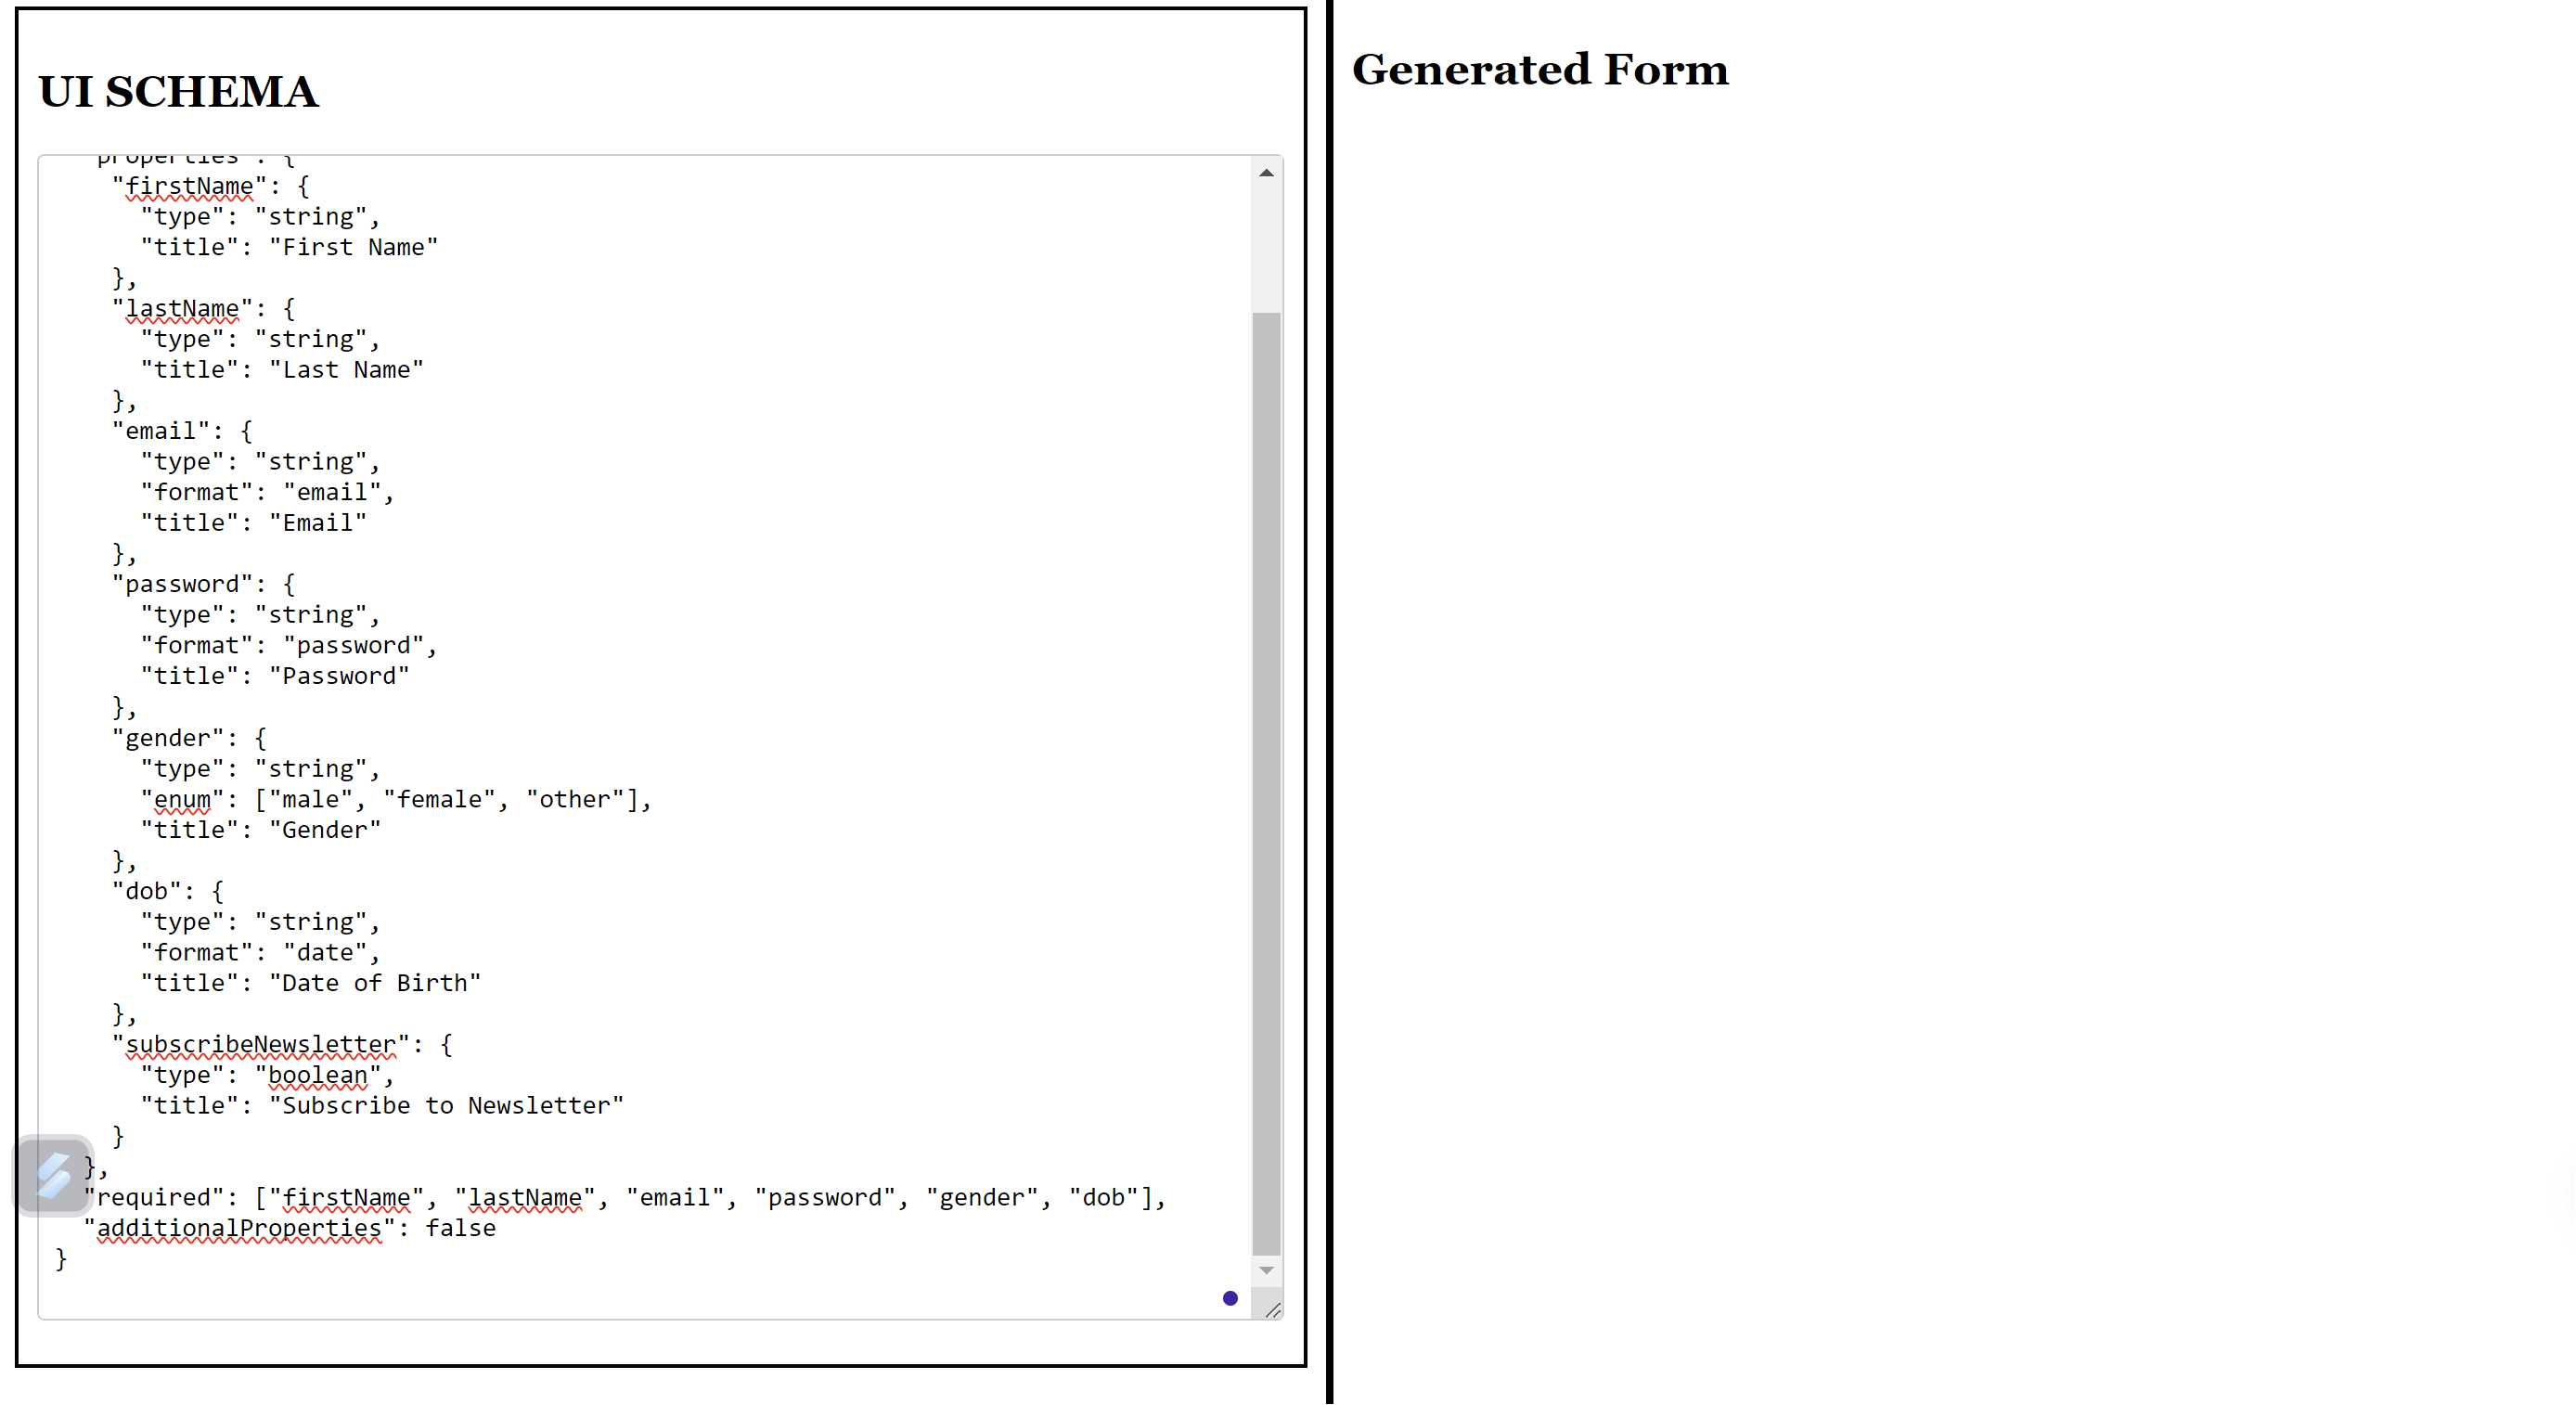 UI SCHEMA
"properties": {
"firstName": {
"type": "string",
"title": "First Name"
},
"lastName": {
"type": "string",
"title": "Last Name"
},
"email": {
"type": "string",
"format": "email",
"title": "Email"
},
"password": {
"type": "string",
"format": "password",
"title": "Password"
},
"gender": {
"type": "string",
"enum": ["male", "female", "other"],
"title": "Gender"
},
"dob": {
"type": "string",
"format": "date",
"title": "Date of Birth"
},
"subscribeNewsletter": {
"type": "boolean",
"title": "Subscribe to Newsletter"
}
},
"required": ["firstName", "lastName", "email", "password", "gender", "dob"],
"additionalProperties": false
}
Generated Form